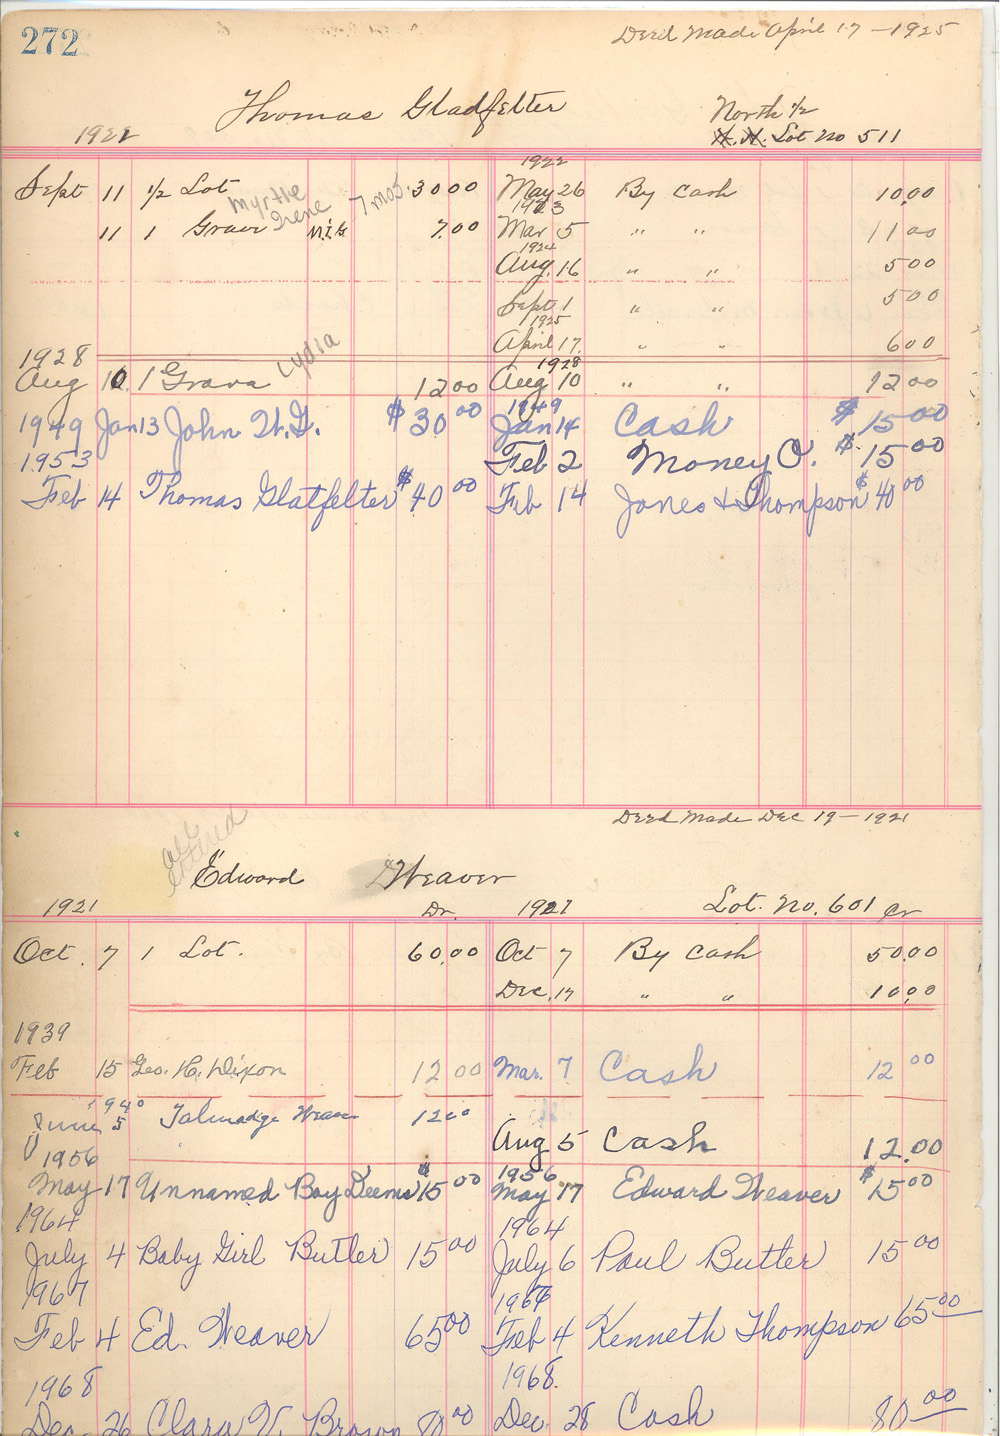 272
Deed Made April 17 - 1925
Thomas Gladfelter
North 1/2
1922 N. H. Lot No 511
1922
Sept 11 1/2 Lot 30 00 May 26 By Cash 10.00
Myrtle Irene 7 mos.
1923
11 1 Grave 7.00 Mar 5 " " 11 00
1924
Aug. 16 " " 5 00
Sept 1 " " 5 00
1925
April 17. " " 6 00
Lydia
1928 1928
Aug 10 1 Grave 12 00 Aug 10 " " 12 00
1949
1949 Jan 13 John W. G. $30 00 Jan 14 Cash $15 00
1953 Feb 2 Money O. $15 00
Feb 14 Thomas Glatfelter $40 00 Feb 14 Jones & Thompson $40 00
Deed Made Dec 19 - 1921
Edward Weaver
1921 Dr. 1921 Lot. No. 601 Cr
Oct. 7 1 Lot. 60.00 Oct 7 By Cash 50.00
Dec. 17 " " 10.00
1939
Feb 15 Geo. H. Dixon 12 00 Mar. 7 Cash 12 00
1940
June 5 Talmadge Weaver 12 00
Aug 5 Cash 12.00
1956 1956
May 17 Unnamed Boy Deems $15 00 May 17 Edward Weaver $15 00
1964 1964
July 4 Baby Girl Butler 15 00 July 6 Paul Butler 15 00
1967
Feb 4 Ed. Weaver 65 00 Feb 4 Kenneth Thompson 65 00
1968 1968.
Dec. 26 Clara V. Brown 80 00 Dec. 28 Cash 80 00